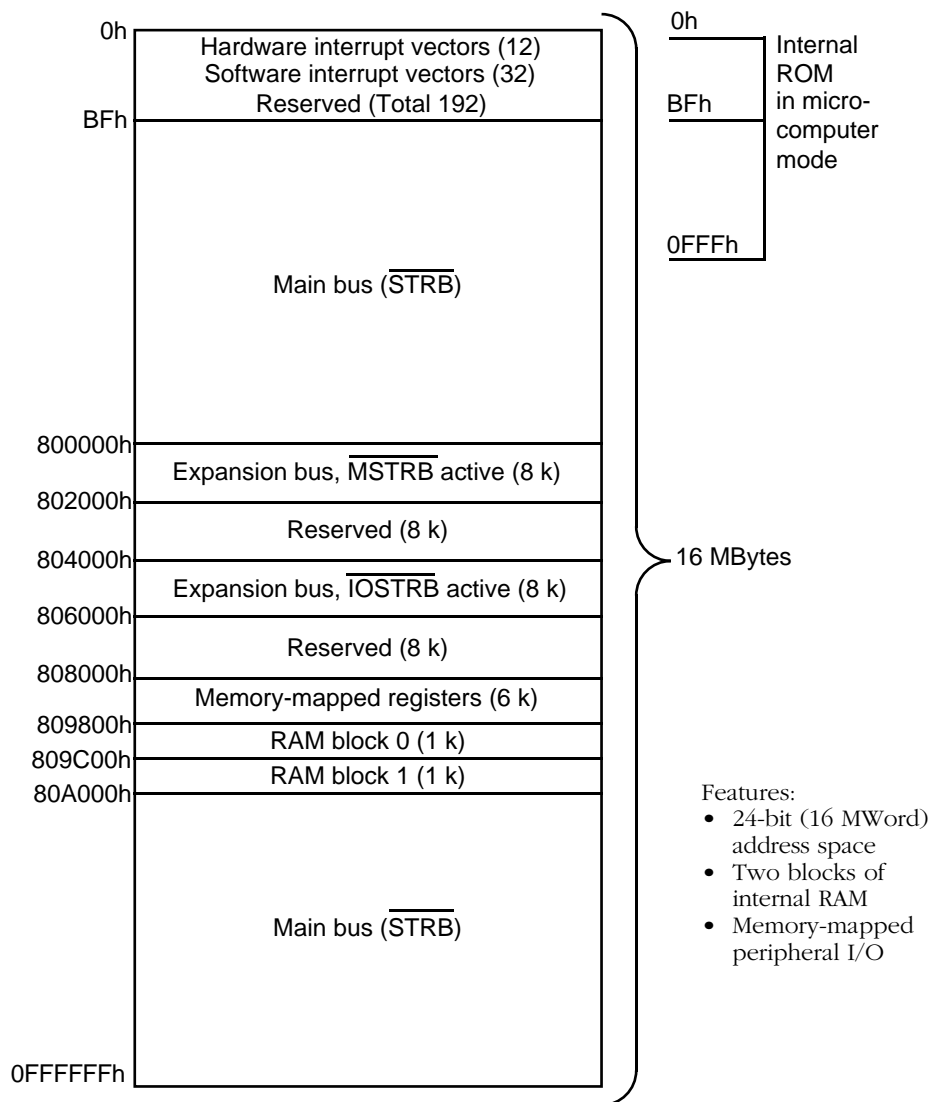 0h
Hardware interrupt vectors (12)
Software interrupt vectors (32)
Reserved (Total 192)
BFh
Main bus (STRB)
800000h
Expansion bus, MSTRB active (8 k)
802000h
Reserved (8 k)
804000h
Expansion bus, IOSTRB active (8 k)
806000h
Reserved (8 k)
808000h
Memory-mapped registers (6 k)
809800h
RAM block 0 (1 k)
809C00h
RAM block 1 (1 k)
80A000h
Main bus (STRB)
0FFFFFFh
16 MBytes
0h
BFh
0FFFh
Internal
ROM
in micro-
computer
mode
Features:
• 24-bit (16 MWord)
address space
• Two blocks of
internal RAM
• Memory-mapped
peripheral I/O